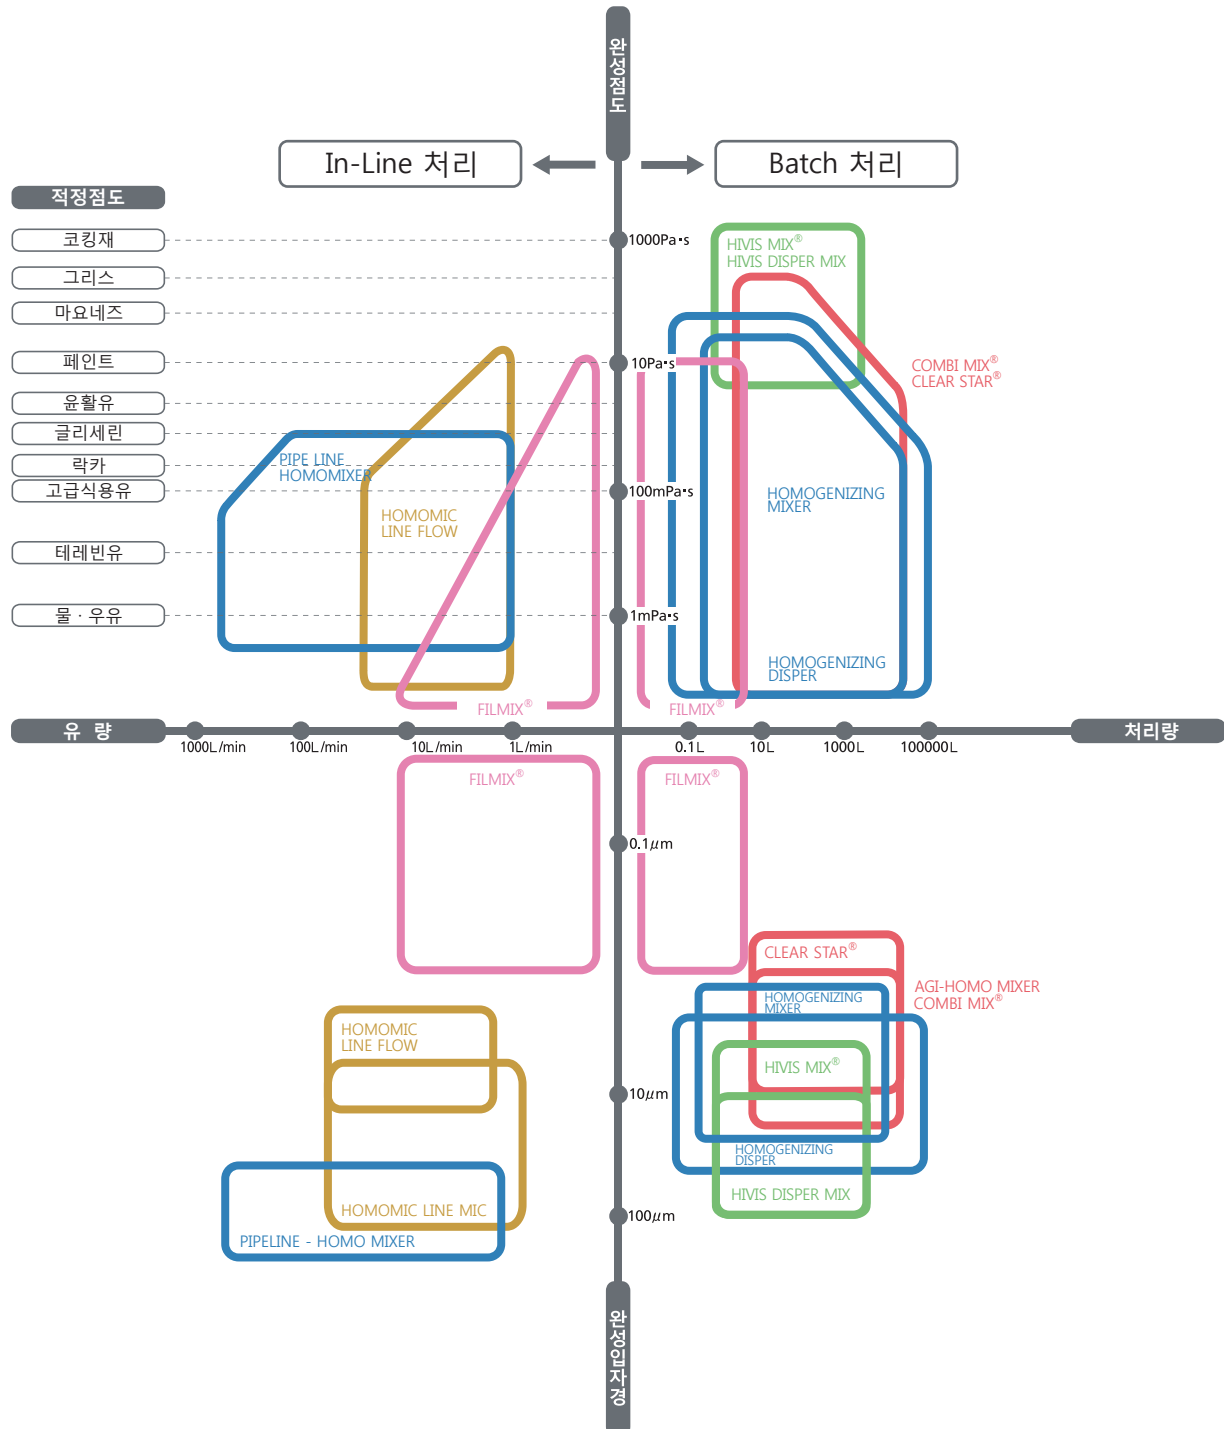 완성점도
In-Line 처리
Batch 처리
적정점도
코킹재
그리스
마요네즈
페인트
윤활유
글리세린
락카
고급식용유
테레빈유
물 · 우유
1000Pa·s
10Pa·s
100mPa·s
1mPa·s
PIPE LINE
HOMOMIXER
HOMOMIC
LINE FLOW
FILMIX®
HIVIS MIX®
HIVIS DISPER MIX
COMBI MIX®
CLEAR STAR®
HOMOGENIZING
MIXER
HOMOGENIZING
DISPER
FILMIX®
유 량
1000L/min
100L/min
10L/min
1L/min
0.1L
10L
1000L
100000L
처리량
FILMIX®
FILMIX®
0.1μm
10μm
100μm
HOMOMIC
LINE FLOW
HOMOMIC LINE MIC
PIPELINE - HOMO MIXER
CLEAR STAR®
AGI-HOMO MIXER
COMBI MIX®
HOMOGENIZING
MIXER
HIVIS MIX®
HOMOGENIZING
DISPER
HIVIS DISPER MIX
완성입자경